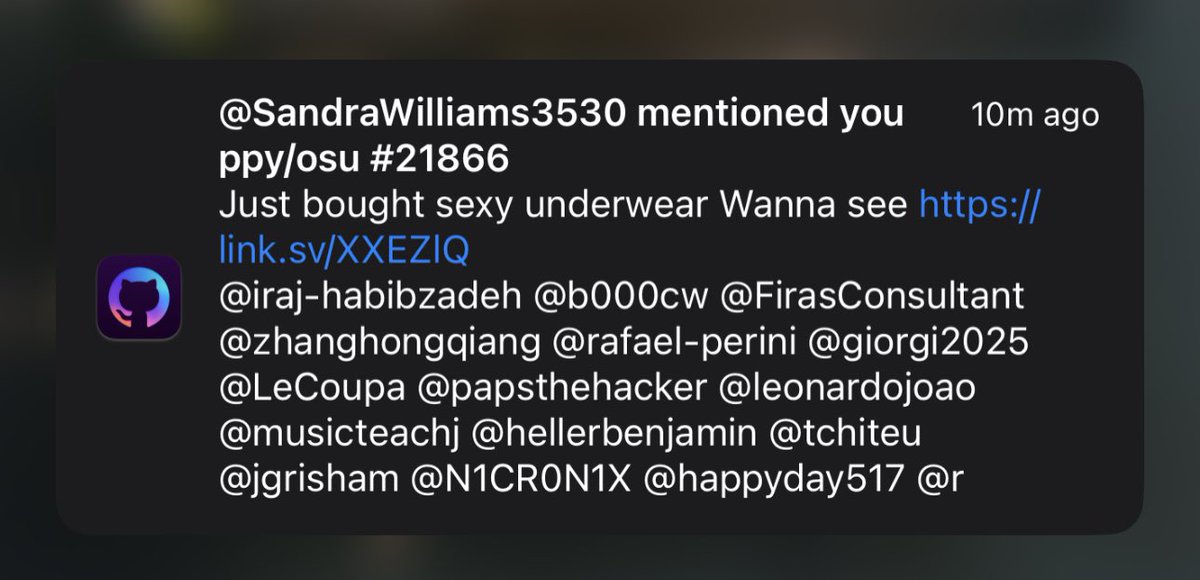 @SandraWilliams3530 mentioned you 10m ago
ppy/osu #21866
Just bought sexy underwear Wanna see https://
link.sv/XXEZlQ
@iraj-habibzadeh @b000cw @FirasConsultant
@zhanghongqiang @rafael-perini @giorgi2025
@LeCoupa @papsthehacker @leonardojoao
@musicteachj @hellerbenjamin @tchiteu
@jgrisham @N1CR0N1X @happyday517 @r